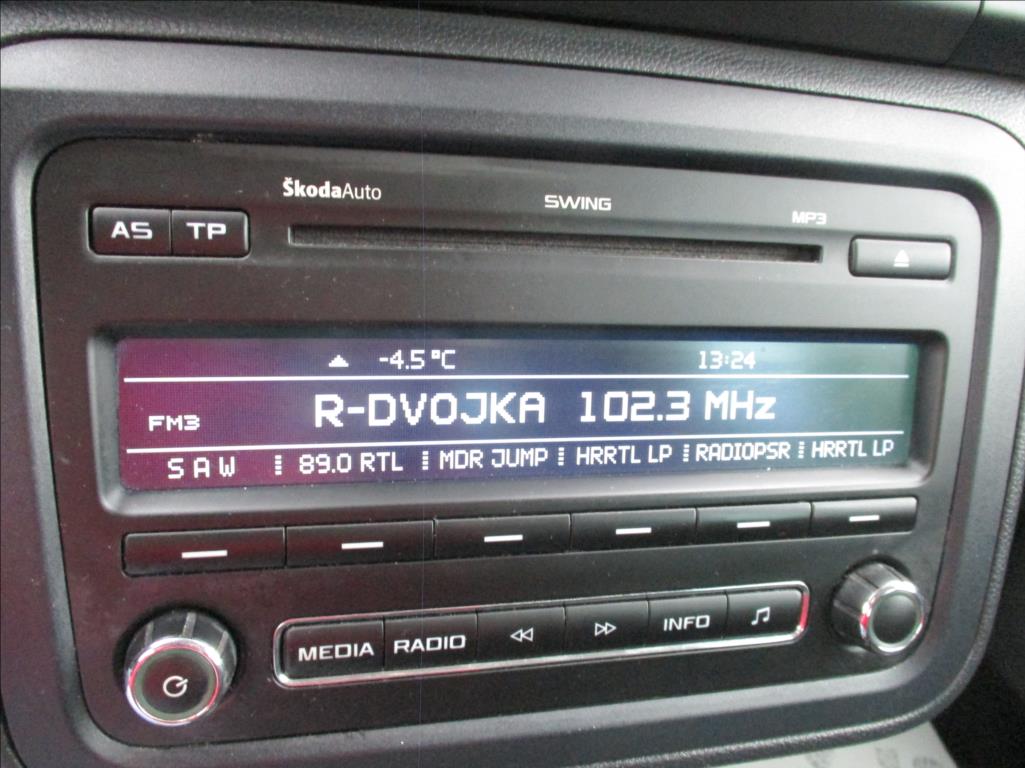 ŠkodaAuto SWING MP3
AS TP
-4.5°C 13:24
FM3 R-DVOJKA 102.3 MHz
SAW 89.0 RTL MDR JUMP HRRTL LP RADIOPSR HRRTL LP
MEDIA RADIO INFO